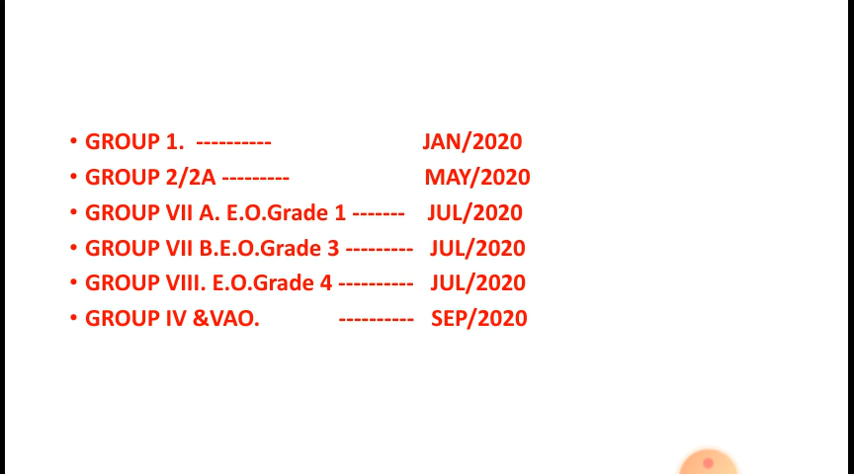 • GROUP 1. ---------- JAN/2020
• GROUP 2/2A --------- MAY/2020
• GROUP VII A. E.O.Grade 1 ------- JUL/2020
• GROUP VII B.E.O.Grade 3 --------- JUL/2020
• GROUP VIII. E.O.Grade 4 ---------- JUL/2020
• GROUP IV &VAO. ---------- SEP/2020